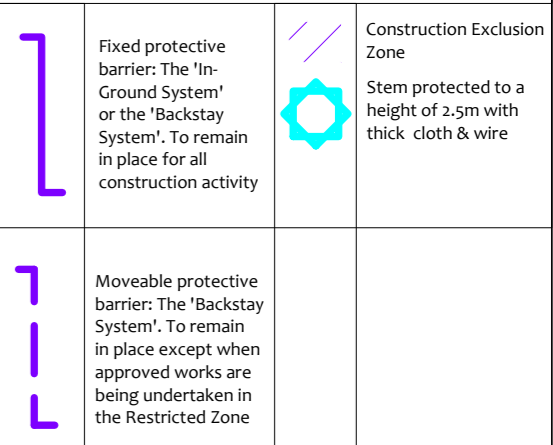 Fixed protective
barrier: The 'In-
Ground System'
or the 'Backstay
System'. To remain
in place for all
construction activity
Construction Exclusion
Zone
Stem protected to a
height of 2.5m with
thick cloth & wire
Moveable protective
barrier: The 'Backstay
System'. To remain
in place except when
approved works are
being undertaken in
the Restricted Zone